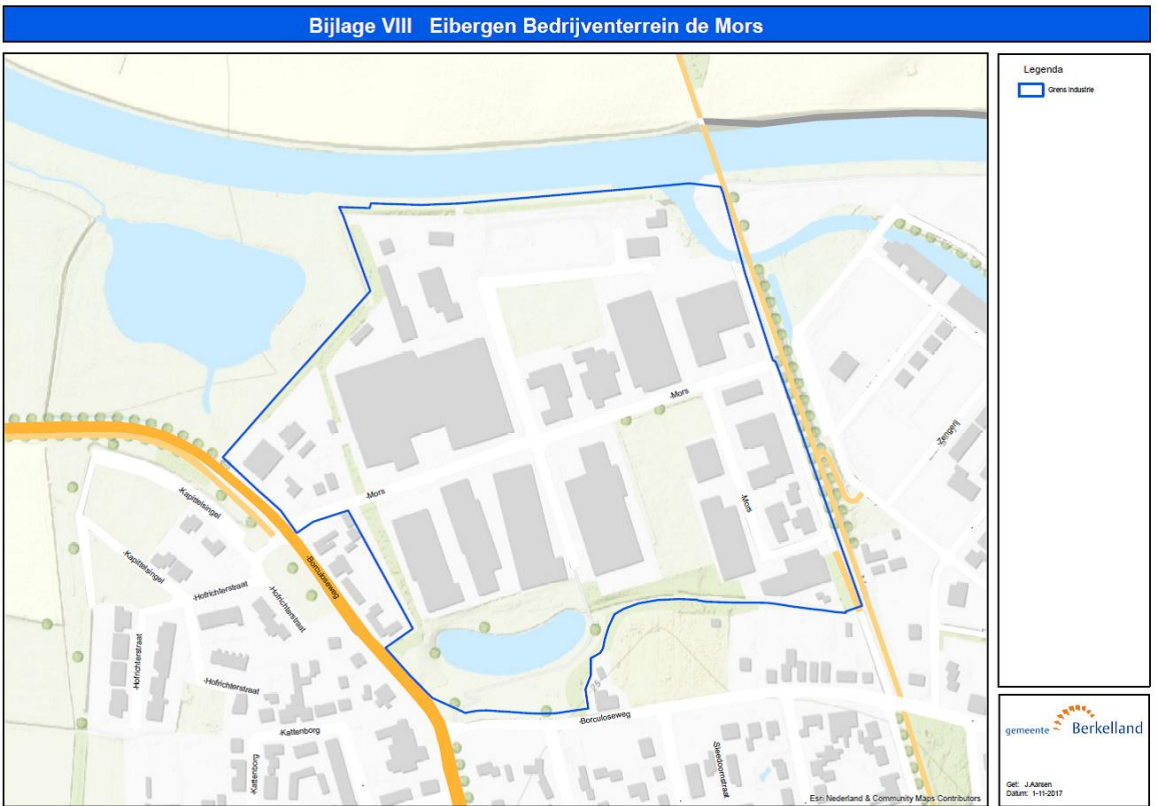 Bijlage VIII Eibergen Bedrijventerrein de Mors
Legenda
Grens Industrie
-Mors
-Mors
-Mors
-Zengerij
-Kapittelsingel
-Kapittelsingel
-Borculoseweg
-Hofrichterstraat
-Hofrichterstraat
-Hofrichterstraat
-Hofrichterstraat
-Kattenborg
-Kattenborg
-Borculoseweg
-Sleedoornstraat
Esri Nederland & Community Maps Contributors
gemeente Berkelland
Get: J.Aarsen
Datum: 1-11-2017